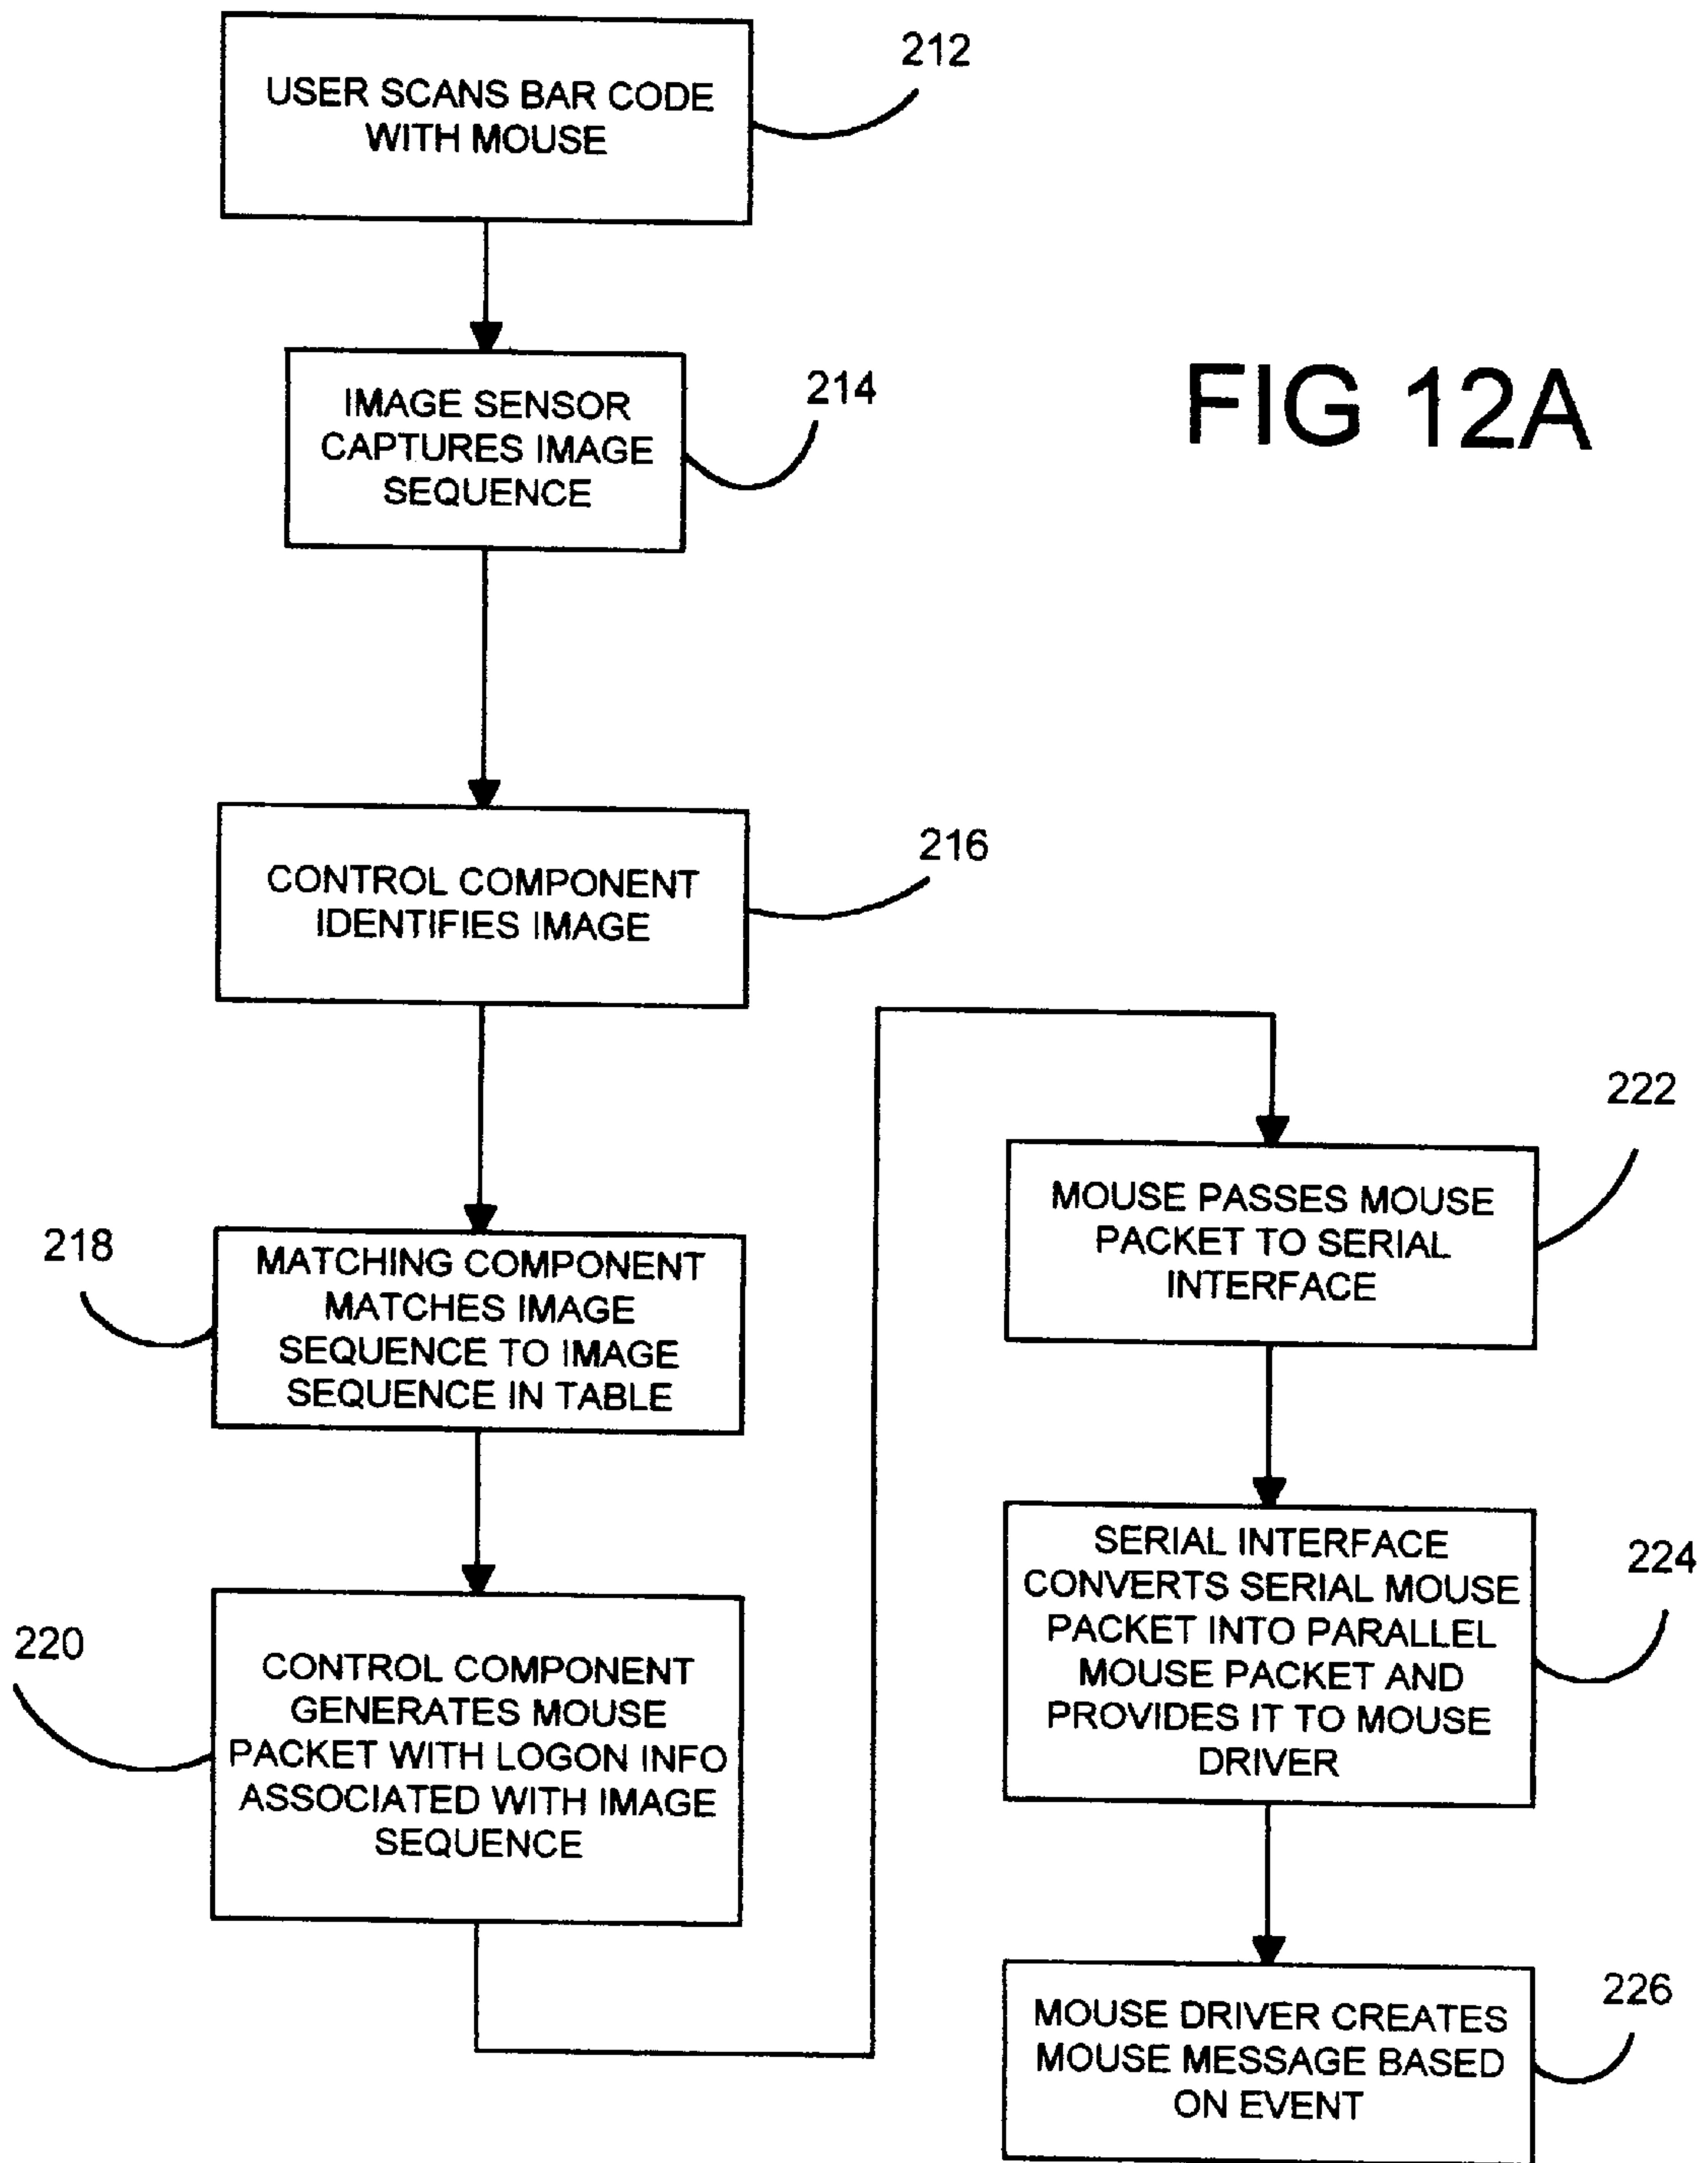 USER SCANS BAR CODE
WITH MOUSE
212
IMAGE SENSOR
CAPTURES IMAGE
SEQUENCE
214
FIG 12A
CONTROL COMPONENT
IDENTIFIES IMAGE
216
218
MATCHING COMPONENT
MATCHES IMAGE
SEQUENCE TO IMAGE
SEQUENCE IN TABLE
220
CONTROL COMPONENT
GENERATES MOUSE
PACKET WITH LOGON INFO
ASSOCIATED WITH IMAGE
SEQUENCE
222
MOUSE PASSES MOUSE
PACKET TO SERIAL
INTERFACE
224
SERIAL INTERFACE
CONVERTS SERIAL MOUSE
PACKET INTO PARALLEL
MOUSE PACKET AND
PROVIDES IT TO MOUSE
DRIVER
226
MOUSE DRIVER CREATES
MOUSE MESSAGE BASED
ON EVENT